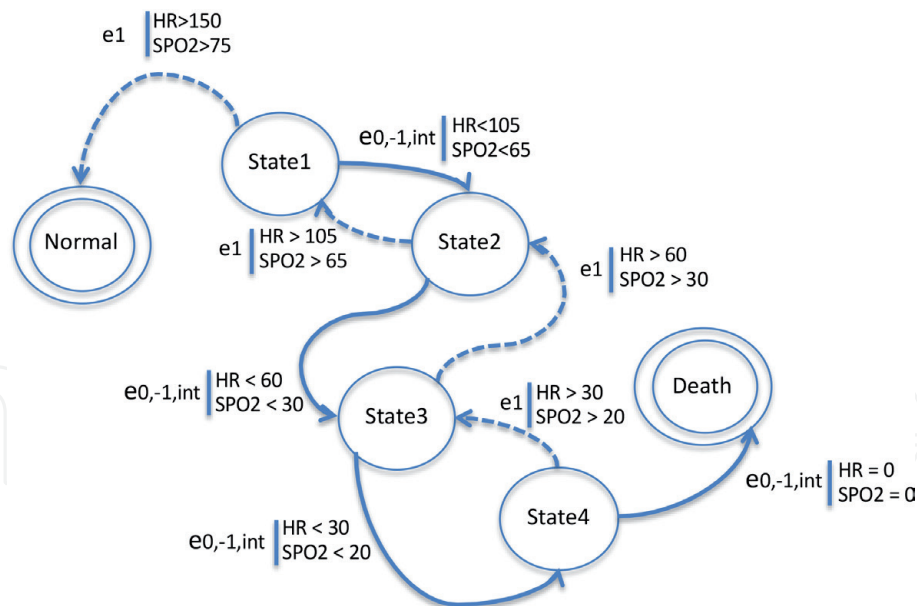 e1
HR>150
SPO2>75
State1
e0,-1,int
HR<105
SPO2<65
Normal
e1
HR > 105
SPO2 > 65
State2
e1
HR > 60
SPO2 > 30
e0,-1,int
HR < 60
SPO2 < 30
State3
e1
HR > 30
SPO2 > 20
Death
e0,-1,int
HR < 30
SPO2 < 20
State4
e0,-1,int
HR = 0
SPO2 = 0